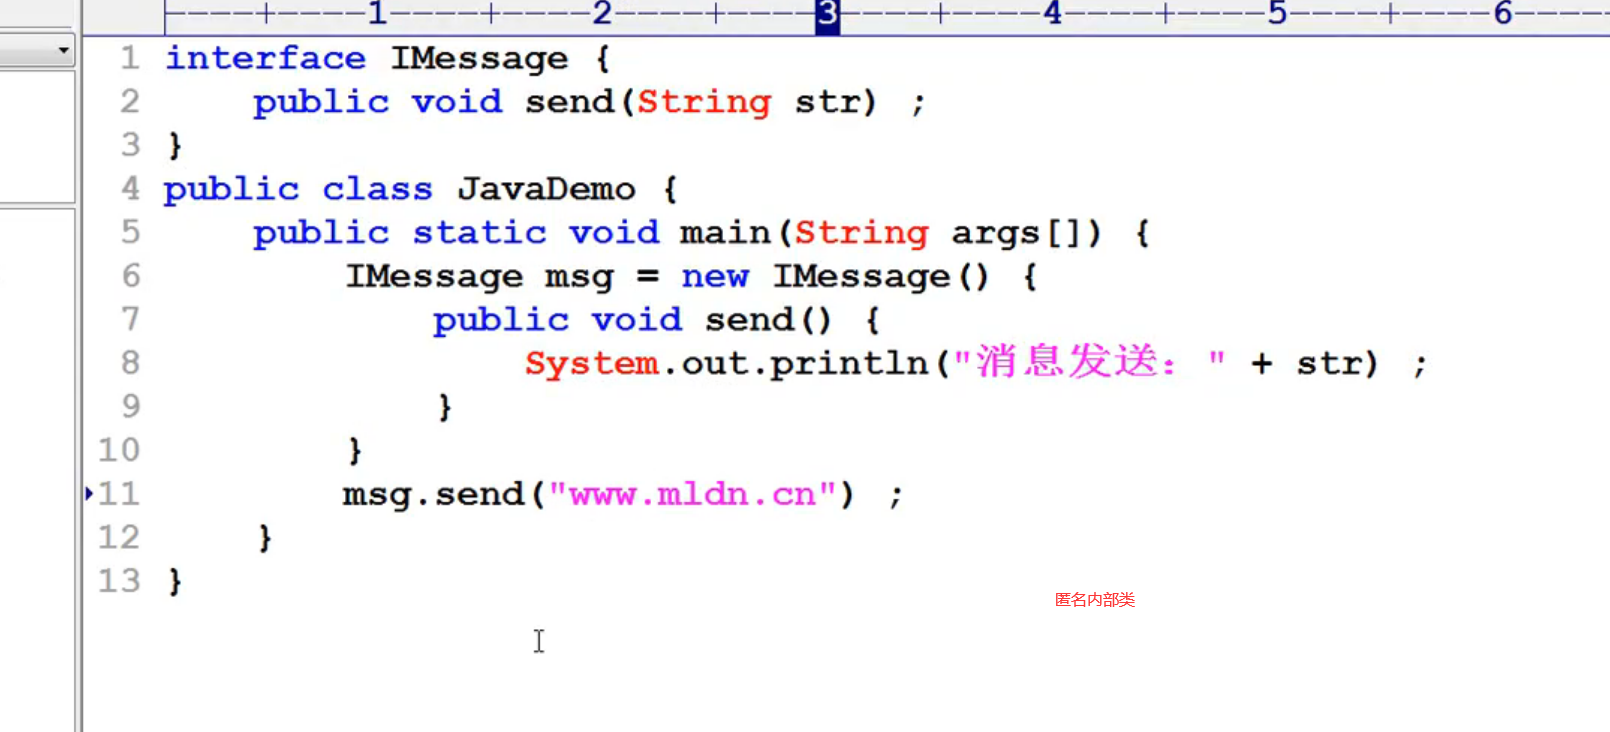 1 2 3 4 5 6
1 interface IMessage {
2 public void send(String str) ;
3 }
4 public class JavaDemo {
5 public static void main(String args[]) {
6 IMessage msg = new IMessage() {
7 public void send() {
8 System.out.println("消息发送：" + str) ;
9 }
10 }
11 msg.send("www.mldn.cn") ;
12 }
13 }
匿名内部类